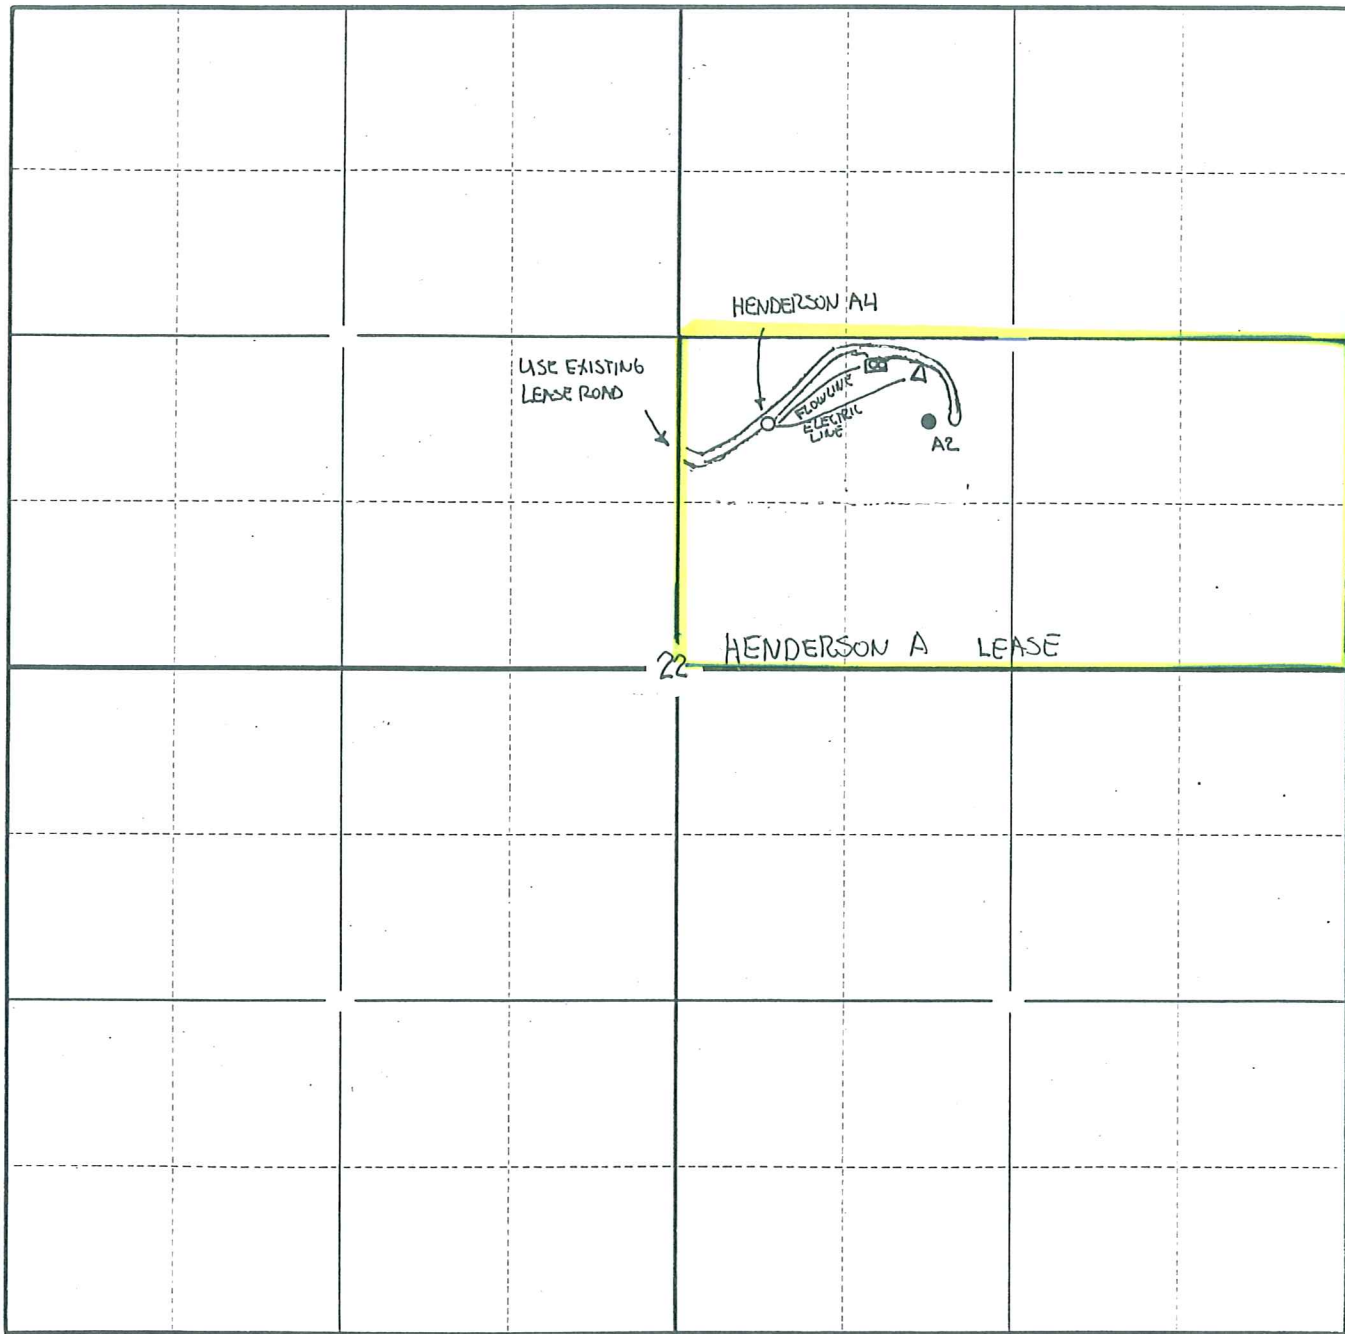 HENDERSON A4
USE EXISTING
LEASE ROAD
FLOWLINE
ELECTRIC
LINE
A2
HENDERSON A LEASE
22